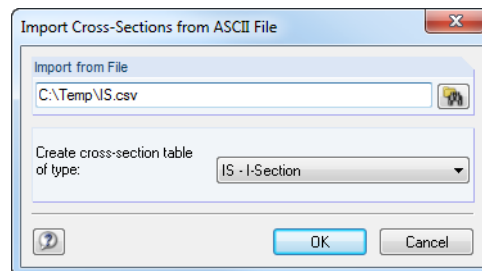 Import Cross-Sections from ASCII File
Import from File
C:\Temp\IS.csv
Create cross-section table
of type:
IS - I-Section
OK
Cancel